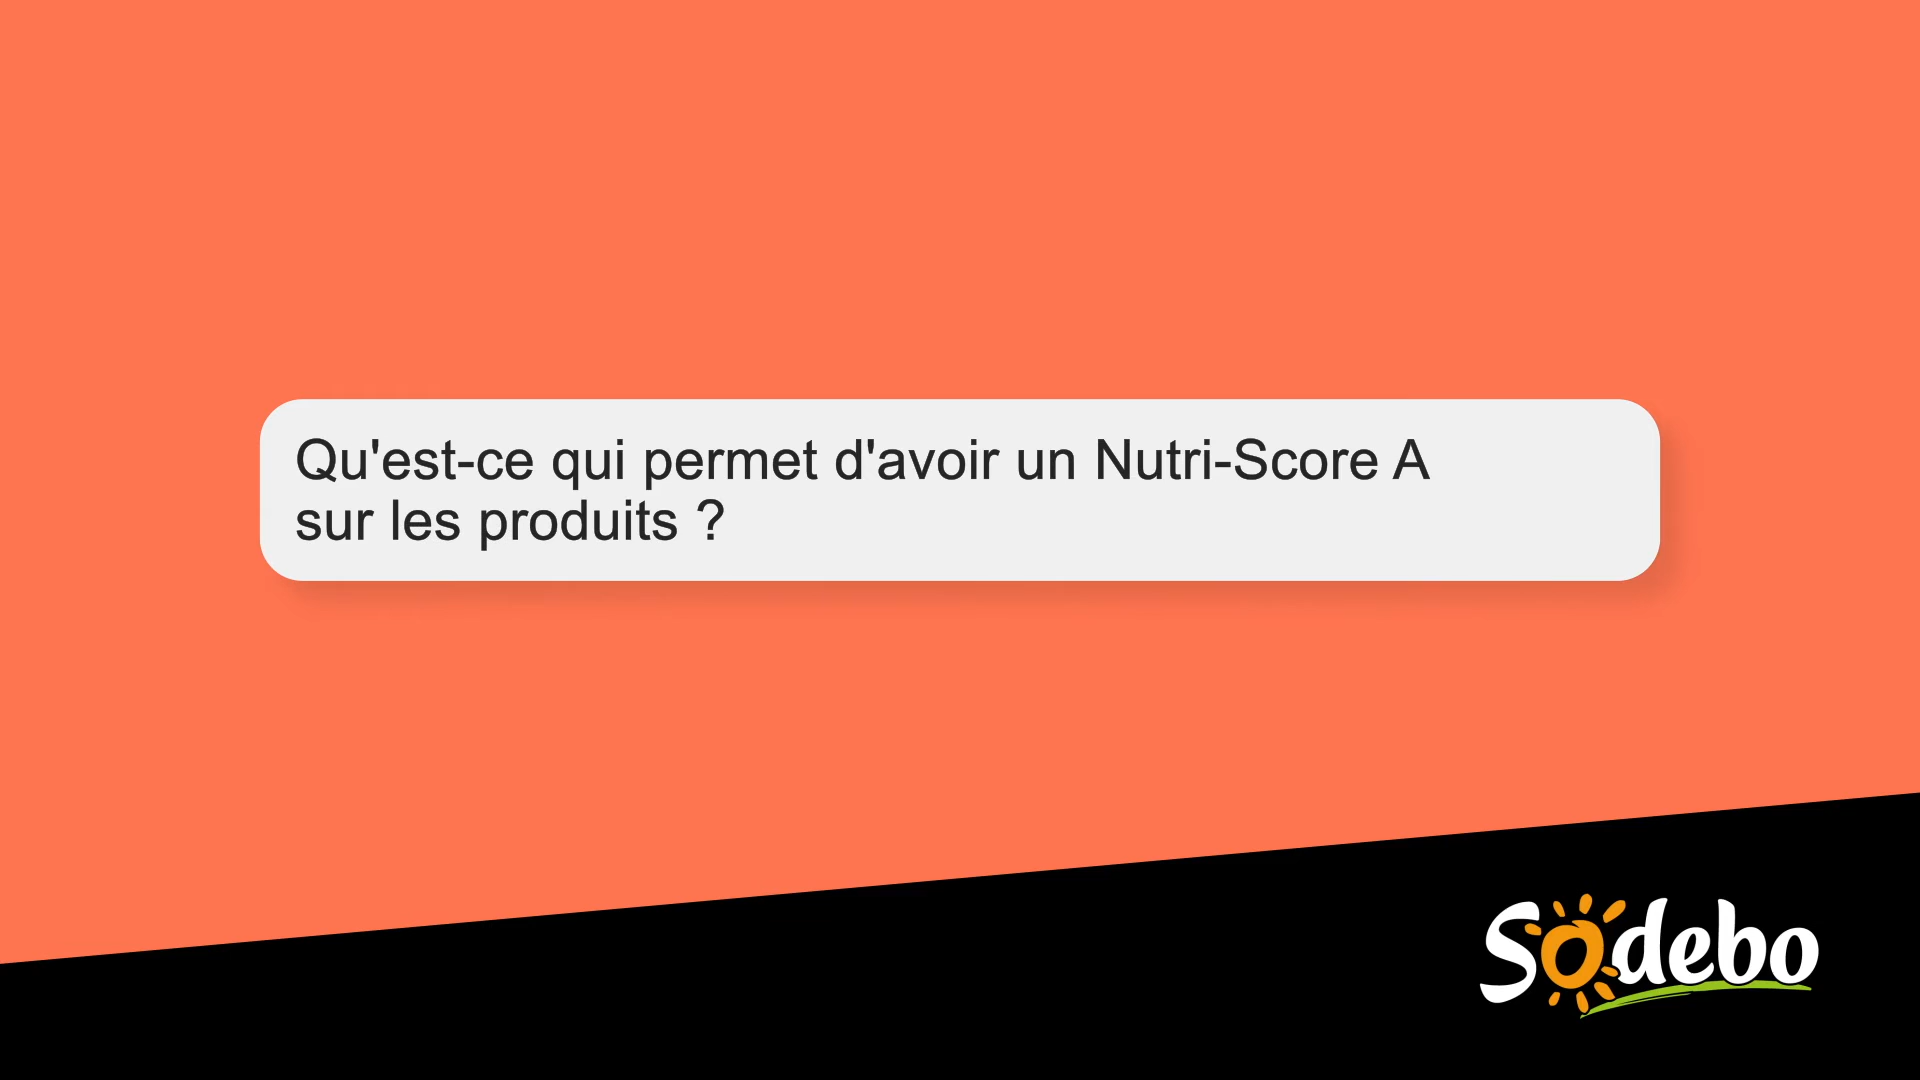 Qu'est-ce qui permet d'avoir un Nutri-Score A
sur les produits ?
Sodebo